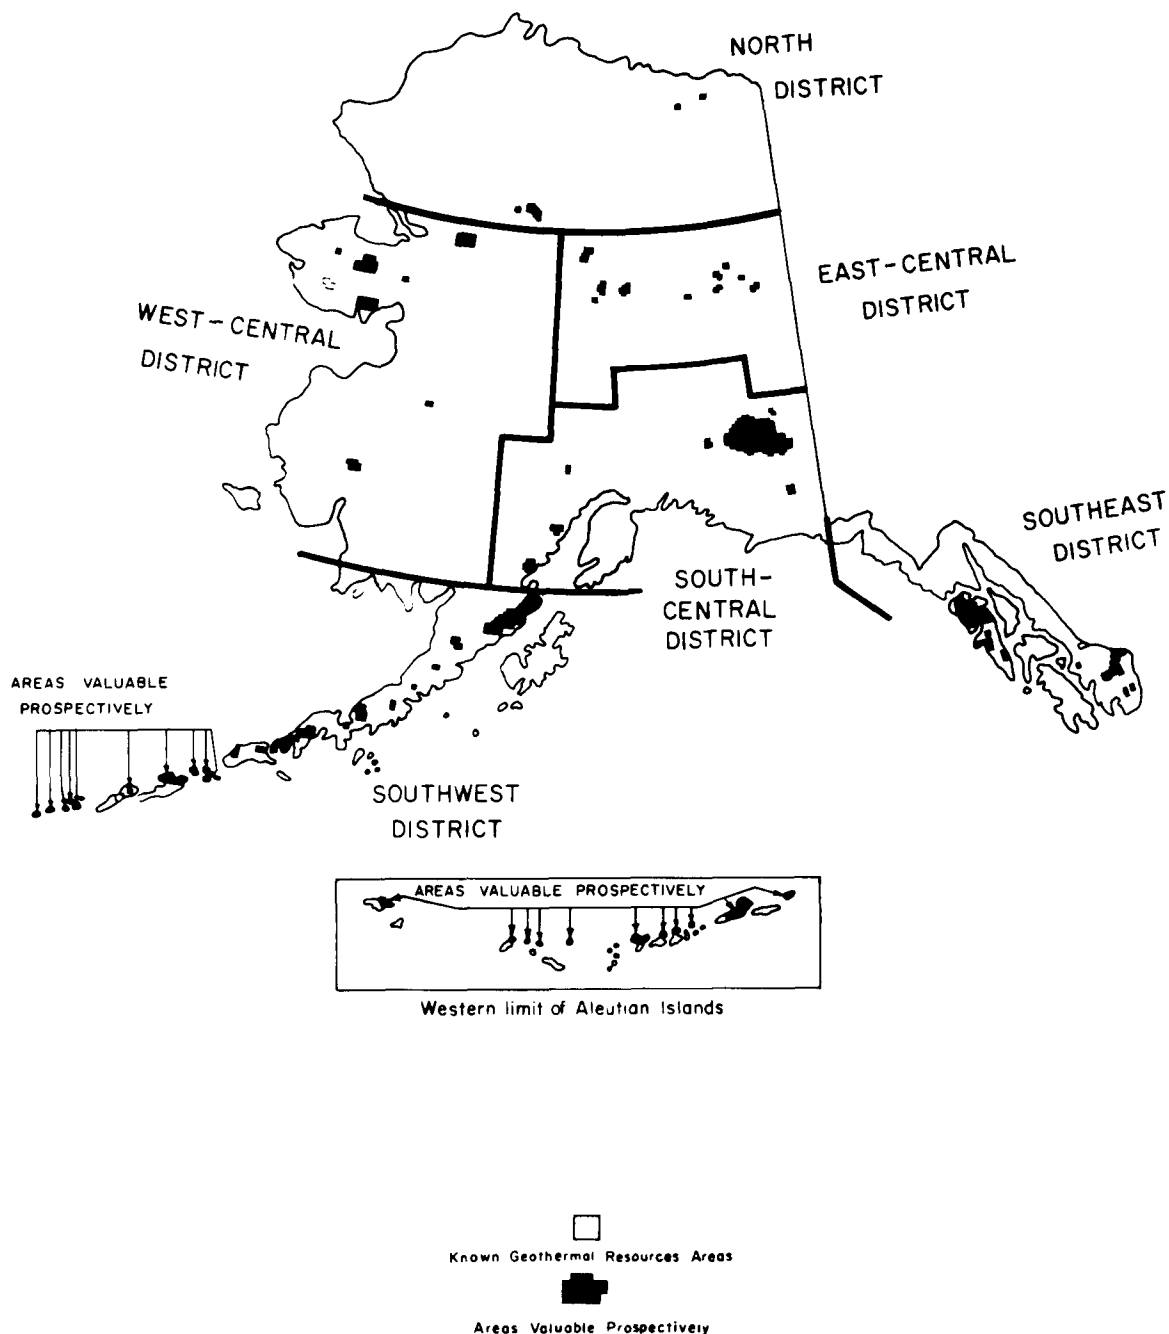 NORTH
DISTRICT
EAST-CENTRAL
DISTRICT
WEST-CENTRAL
DISTRICT
SOUTHEAST
DISTRICT
SOUTH-
CENTRAL
DISTRICT
AREAS VALUABLE
PROSPECTIVELY
SOUTHWEST
DISTRICT
AREAS VALUABLE PROSPECTIVELY
Western limit of Aleutian Islands
Known Geothermal Resources Areas
Areas Valuable Prospectively